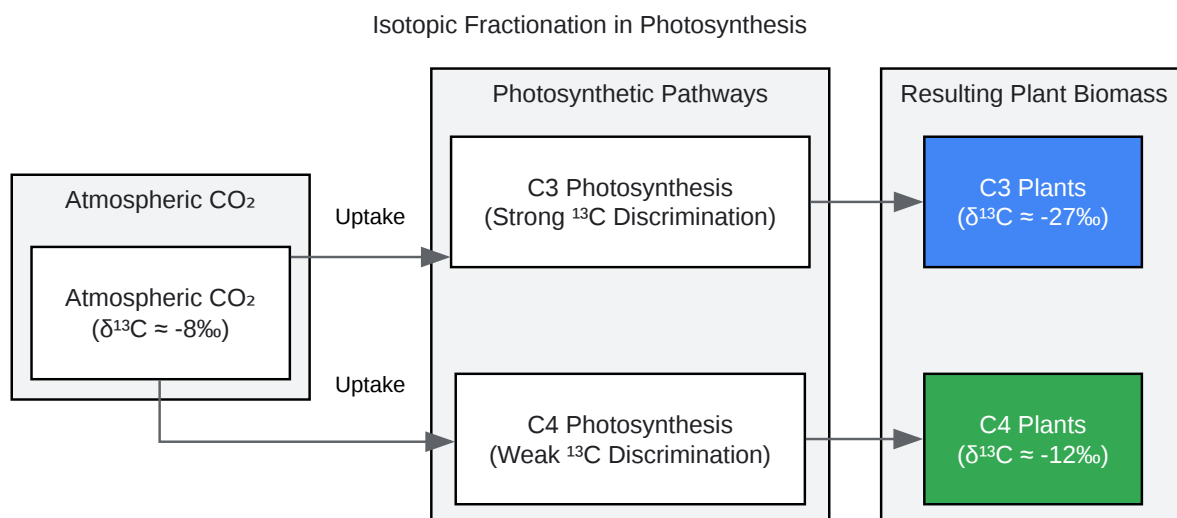 Isotopic Fractionation in Photosynthesis
Atmospheric CO₂
Atmospheric CO₂
(δ¹³C ≈ -8‰)
Uptake
Uptake
Photosynthetic Pathways
C3 Photosynthesis
(Strong ¹³C Discrimination)
C4 Photosynthesis
(Weak ¹³C Discrimination)
Resulting Plant Biomass
C3 Plants
(δ¹³C ≈ -27‰)
C4 Plants
(δ¹³C ≈ -12‰)